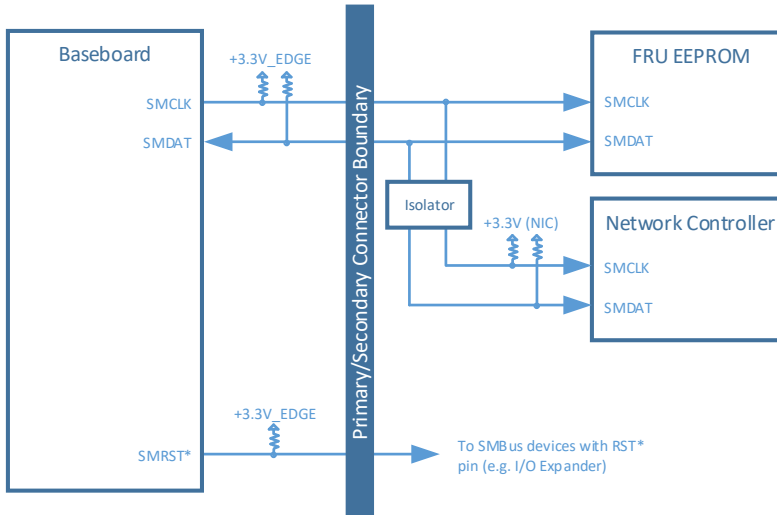 Baseboard
+3.3V_EDGE
SMCLK
SMDAT
Primary/Secondary Connector Boundary
FRU EEPROM
SMCLK
SMDAT
Isolator
+3.3V (NIC)
Network Controller
SMCLK
SMDAT
+3.3V_EDGE
SMRST*
To SMBus devices with RST*
pin (e.g. I/O Expander)